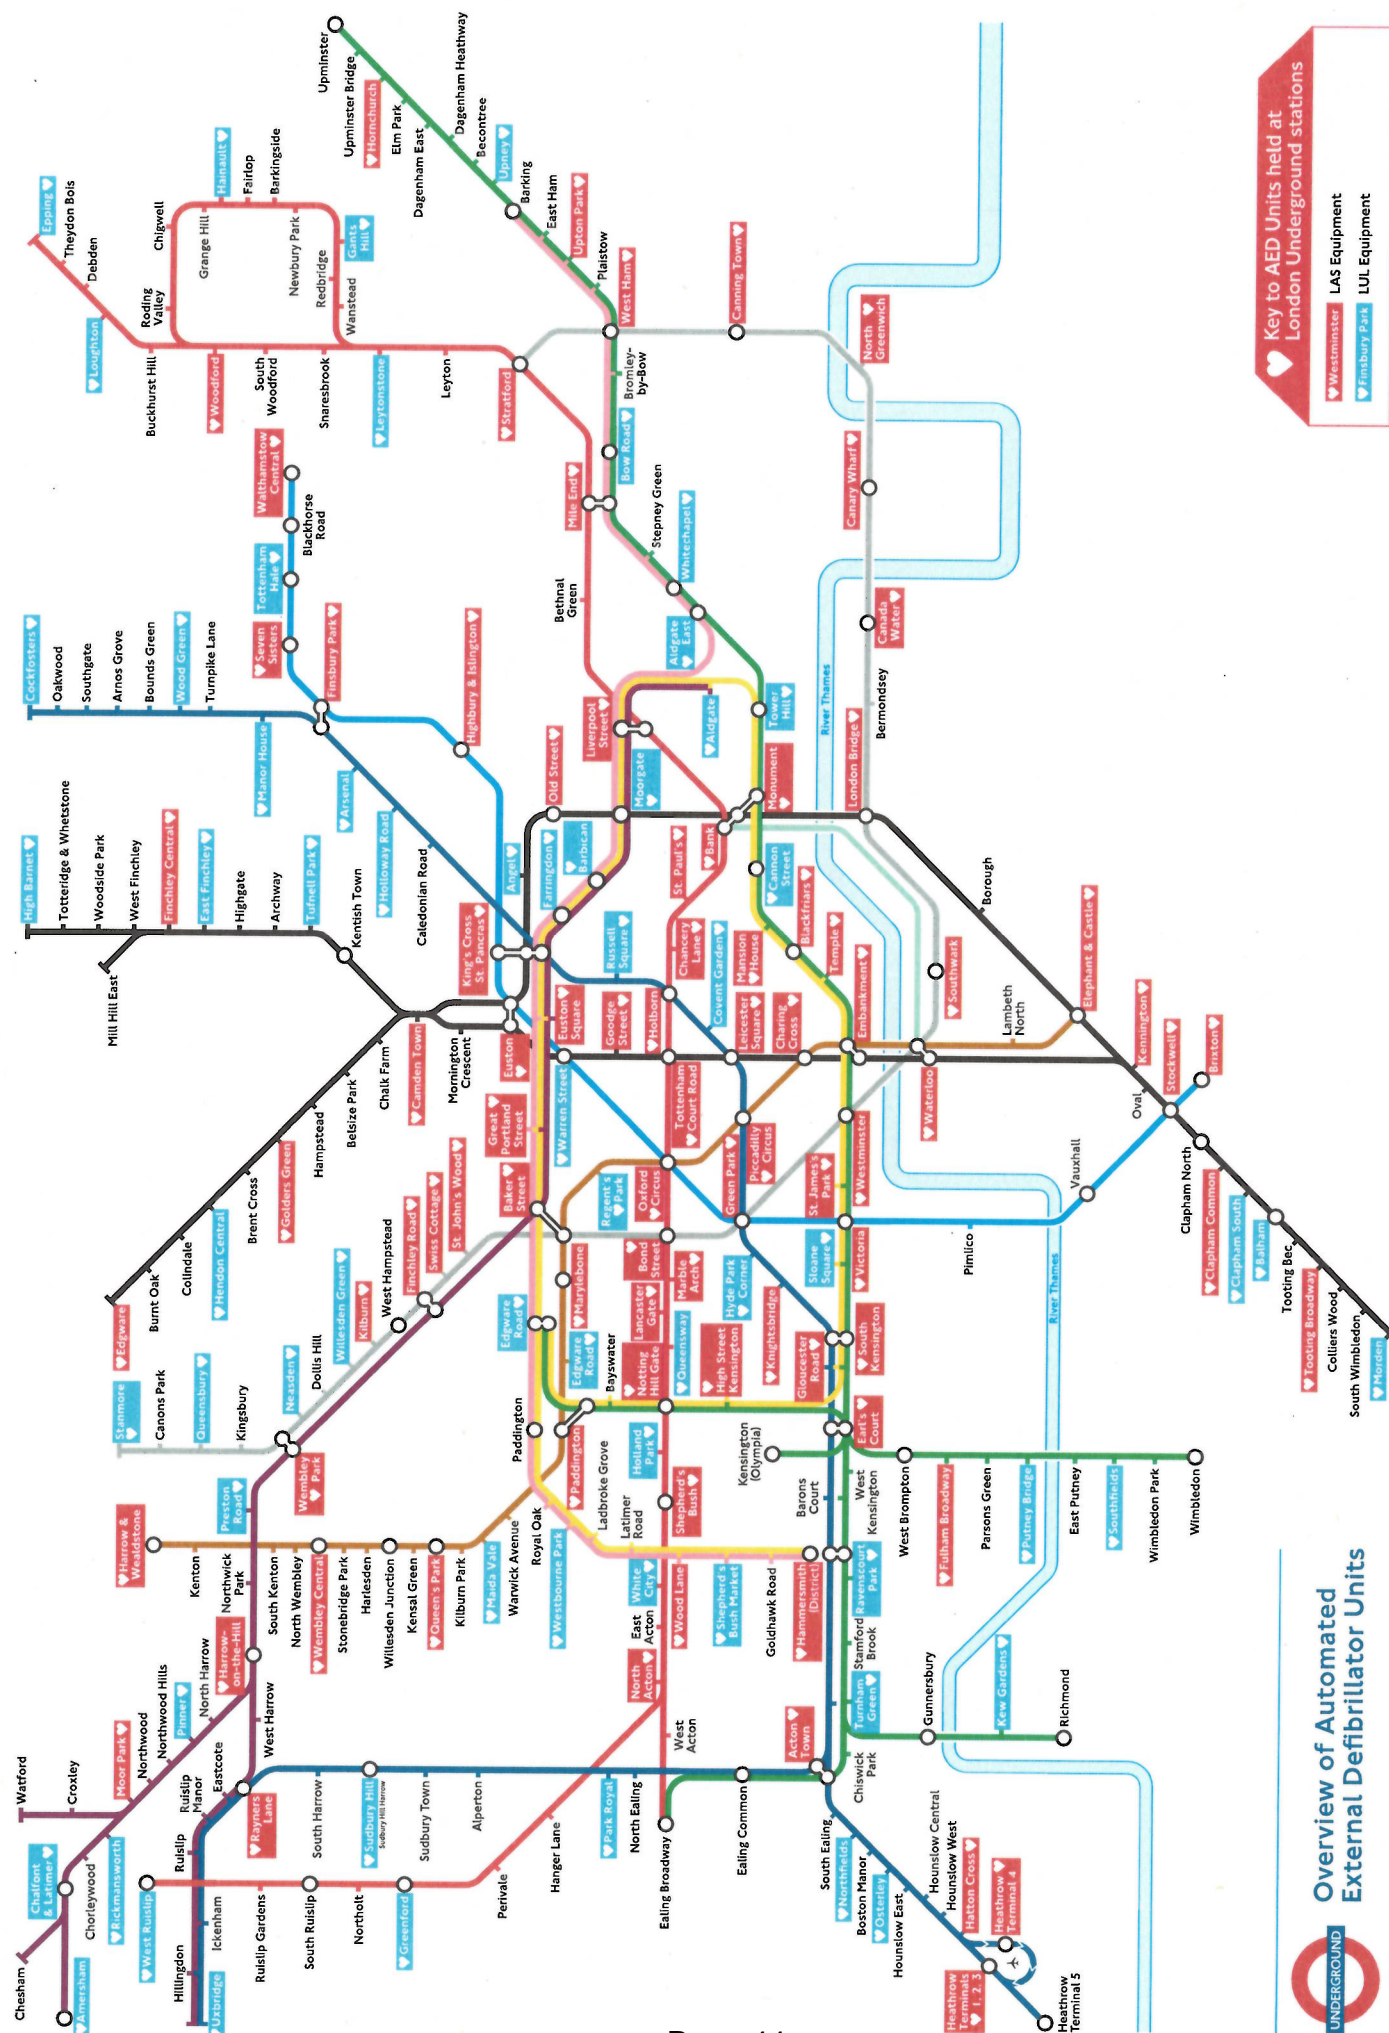 Chesham
Chalfont
& Latimer
Amersham
Chorleywood
Rickmansworth
Watford
Croxley
Moor Park
Northwood
Northwood Hills
Pinner
North Harrow
Harrow-
on-the-Hill
Northwick
Park
Preston
Road
Wembley
Park
West Ruislip
Hillingdon
Uxbridge
Ickenham
Ruislip
Ruislip
Manor
Eastcote
Rayners
Lane
West Harrow
Ruislip Gardens
South Ruislip
Northolt
Greenford
Perivale
Hanger Lane
South Harrow
Sudbury Hill
Sudbury Hill Harrow
Sudbury Town
Alperton
Park Royal
North Ealing
Ealing Broadway
West
Acton
North
Acton
East
Acton
White
City
Ealing Common
Acton
Town
South Ealing
Northfields
Boston Manor
Osterley
Hounslow East
Hounslow Central
Hounslow West
Hatton Cross
Heathrow
Terminal 4
Heathrow
Terminals
1, 2, 3
Heathrow
Terminal 5
Harrow &
Wealdstone
Kenton
South Kenton
North Wembley
Wembley Central
Stonebridge Park
Harlesden
Willesden Junction
Kensal Green
Queen's Park
Kilburn Park
Maida Vale
Warwick Avenue
Royal Oak
Westbourne Park
Ladbroke Grove
Latimer
Road
Wood Lane
Shepherd's
Bush Market
Goldhawk Road
Hammersmith
(District)
Stanmore
Canons Park
Queensbury
Kingsbury
Neasden
Dollis Hill
Willesden Green
Kilburn
West Hampstead
Finchley Road
Swiss Cottage
St. John's Wood
Edgware
Burnt Oak
Colindale
Hendon Central
Brent Cross
Golders Green
Hampstead
Belsize Park
Chalk Farm
Camden Town
Mornington
Crescent
Euston
High Barnet
Totteridge & Whetstone
Woodside Park
West Finchley
Mill Hill East
Finchley Central
East Finchley
Highgate
Archway
Tufnell Park
Kentish Town
Cockfosters
Oakwood
Southgate
Arnos Grove
Bounds Green
Wood Green
Turnpike Lane
Manor House
Finsbury Park
Arsenal
Holloway Road
Caledonian Road
King's Cross
St. Pancras
Seven
Sisters
Tottenham
Hale
Blackhorse
Road
Walthamstow
Central
Highbury & Islington
Angel
Old Street
Epping
Theydon Bois
Debden
Loughton
Buckhurst Hill
Roding
Valley
Chigwell
Grange Hill
Hainault
Fairlop
Barkingside
Newbury Park
Gants
Hill
Redbridge
Wanstead
Woodford
South
Woodford
Snaresbrook
Leytonstone
Leyton
Stratford
Mile End
Bethnal
Green
Liverpool
Street
Upminster
Upminster Bridge
Hornchurch
Elm Park
Dagenham East
Dagenham Heathway
Becontree
Upney
Barking
East Ham
Upton Park
Plaistow
West Ham
Bromley-
by-Bow
Bow Road
Stepney Green
Whitechapel
Aldgate
East
Aldgate
Tower
Hill
Moorgate
Barbican
Farringdon
Paddington
Paddington
Edgware
Road
Edgware
Road
Marylebone
Baker
Street
Great
Portland
Street
Euston
Square
Warren Street
Regent's
Park
Goodge
Street
Russell
Square
Bayswater
Holland
Park
Shepherd's
Bush
Notting
Hill Gate
Queensway
Lancaster
Gate
Marble
Arch
Bond
Street
Oxford
Circus
Tottenham
Court Road
Holborn
Chancery
Lane
St. Paul's
Bank
Monument
Covent Garden
Leicester
Square
Charing
Cross
Piccadilly
Circus
Green Park
Hyde Park
Corner
Knightsbridge
High Street
Kensington
Kensington
(Olympia)
Gloucester
Road
South
Kensington
Sloane
Square
Victoria
St. James's
Park
Westminster
Embankment
Temple
Blackfriars
Mansion
House
Cannon
Street
Earl's
Court
Barons
Court
West
Kensington
Ravenscourt
Park
Stamford
Brook
Turnham
Green
Chiswick
Park
Gunnersbury
Kew Gardens
Richmond
West Brompton
Fulham Broadway
Parsons Green
Putney Bridge
East Putney
Southfields
Wimbledon Park
Wimbledon
Pimlico
Vauxhall
Waterloo
Southwark
Lambeth
North
London Bridge
Bermondsey
Canada
Water
Canary Wharf
North
Greenwich
Canning Town
River Thames
River Thames
Borough
Elephant & Castle
Kennington
Oval
Stockwell
Brixton
Clapham North
Clapham Common
Clapham South
Balham
Tooting Bec
Tooting Broadway
Colliers Wood
South Wimbledon
Morden
UNDERGROUND
Overview of Automated
External Defibrillator Units
Key to AED Units held at
London Underground stations
Westminster LAS Equipment
Finsbury Park LUL Equipment